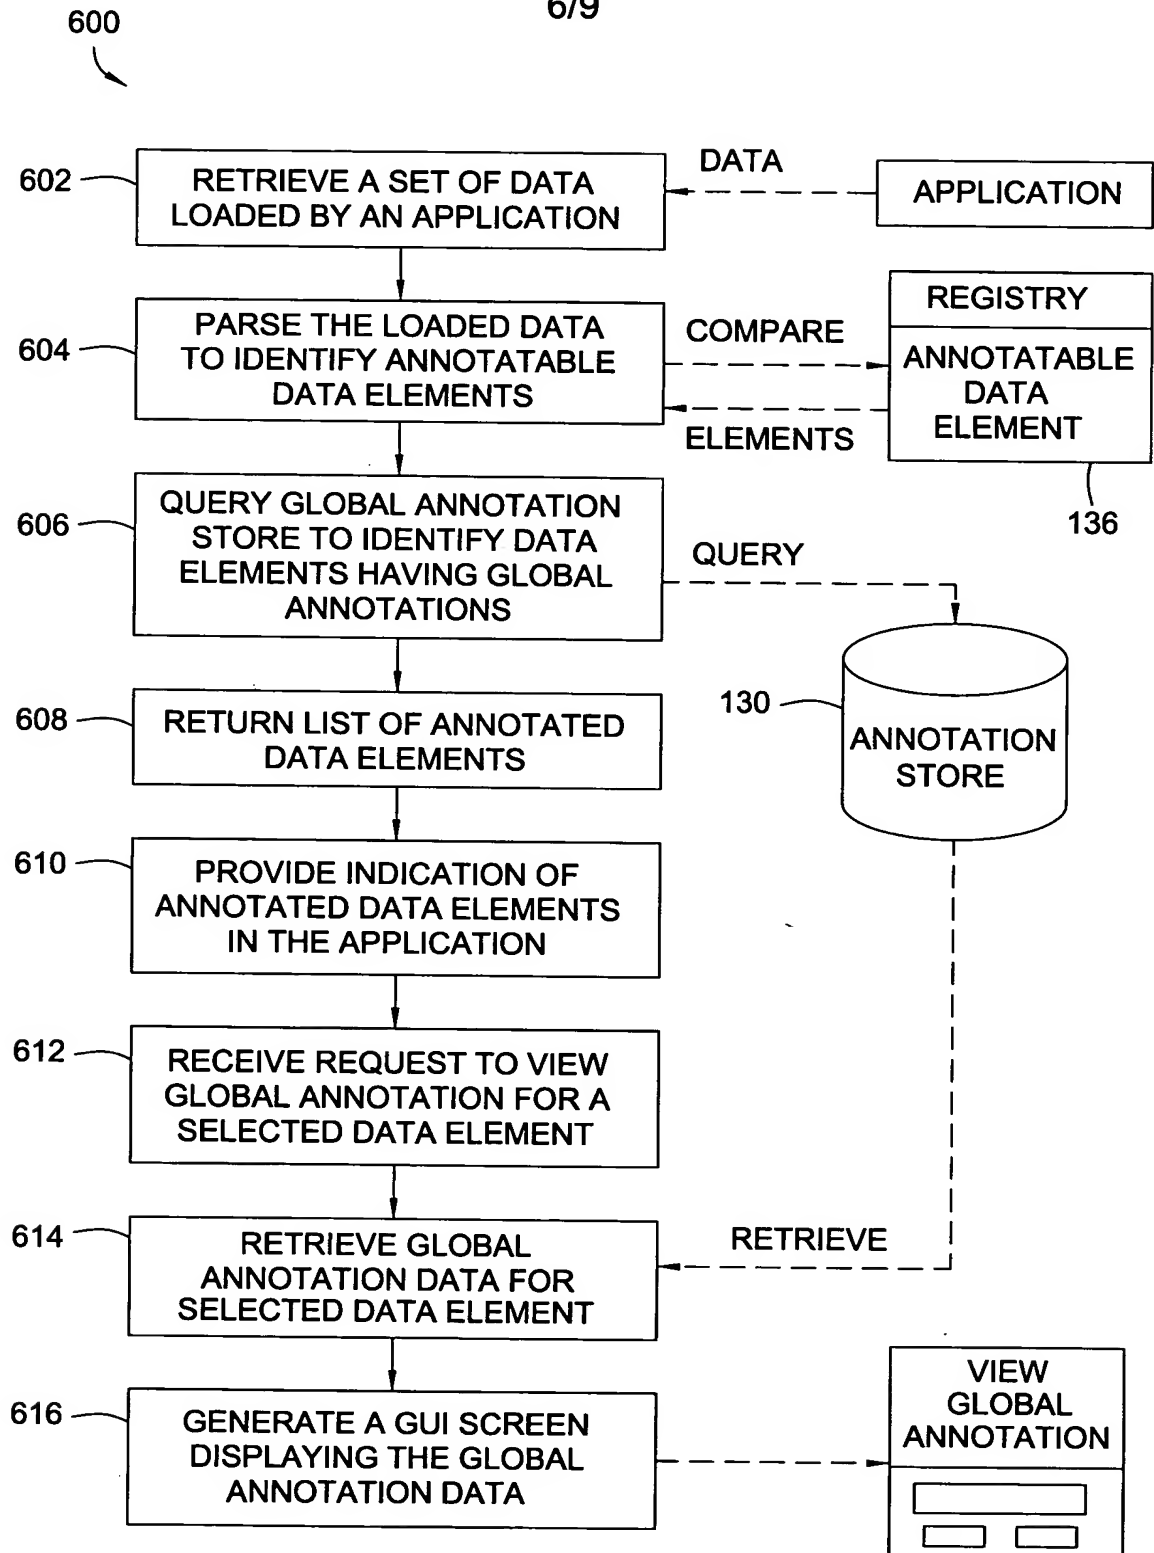 6/9
600
602
RETRIEVE A SET OF DATA
LOADED BY AN APPLICATION
DATA
APPLICATION
604
PARSE THE LOADED DATA
TO IDENTIFY ANNOTATABLE
DATA ELEMENTS
COMPARE
ELEMENTS
REGISTRY
ANNOTATABLE
DATA
ELEMENT
136
606
QUERY GLOBAL ANNOTATION
STORE TO IDENTIFY DATA
ELEMENTS HAVING GLOBAL
ANNOTATIONS
QUERY
130
ANNOTATION
STORE
608
RETURN LIST OF ANNOTATED
DATA ELEMENTS
610
PROVIDE INDICATION OF
ANNOTATED DATA ELEMENTS
IN THE APPLICATION
612
RECEIVE REQUEST TO VIEW
GLOBAL ANNOTATION FOR A
SELECTED DATA ELEMENT
614
RETRIEVE GLOBAL
ANNOTATION DATA FOR
SELECTED DATA ELEMENT
RETRIEVE
616
GENERATE A GUI SCREEN
DISPLAYING THE GLOBAL
ANNOTATION DATA
VIEW
GLOBAL
ANNOTATION